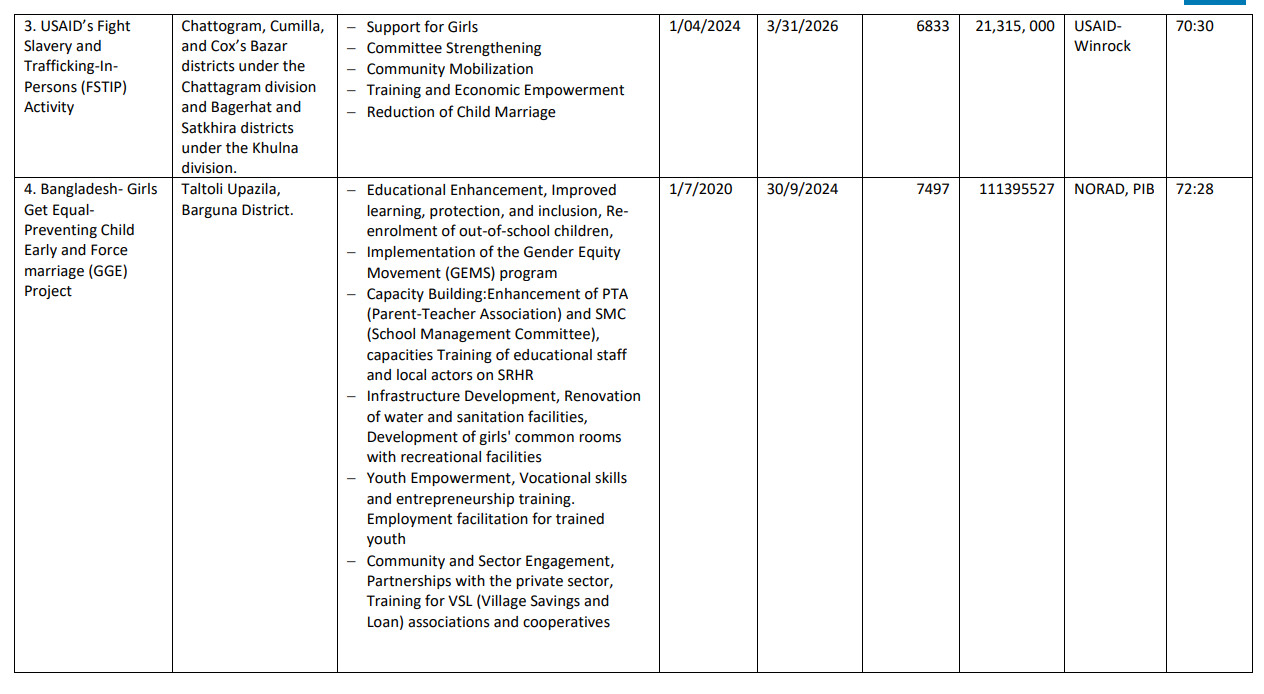 3. USAID’s Fight
Slavery and
Trafficking-In-
Persons (FSTIP)
Activity
Chattogram, Cumilla,
and Cox’s Bazar
districts under the
Chattagram division
and Bagerhat and
Satkhira districts
under the Khulna
division.
– Support for Girls
– Committee Strengthening
– Community Mobilization
– Training and Economic Empowerment
– Reduction of Child Marriage
1/04/2024
3/31/2026
6833
21,315, 000
USAID-
Winrock
70:30
4. Bangladesh- Girls
Get Equal-
Preventing Child
Early and Force
marriage (GGE)
Project
Taltoli Upazila,
Barguna District.
– Educational Enhancement, Improved
learning, protection, and inclusion, Re-
enrolment of out-of-school children,
– Implementation of the Gender Equity
Movement (GEMS) program
– Capacity Building:Enhancement of PTA
(Parent-Teacher Association) and SMC
(School Management Committee),
capacities Training of educational staff
and local actors on SRHR
– Infrastructure Development, Renovation
of water and sanitation facilities,
Development of girls' common rooms
with recreational facilities
– Youth Empowerment, Vocational skills
and entrepreneurship training.
Employment facilitation for trained
youth
– Community and Sector Engagement,
Partnerships with the private sector,
Training for VSL (Village Savings and
Loan) associations and cooperatives
1/7/2020
30/9/2024
7497
111395527
NORAD, PIB
72:28